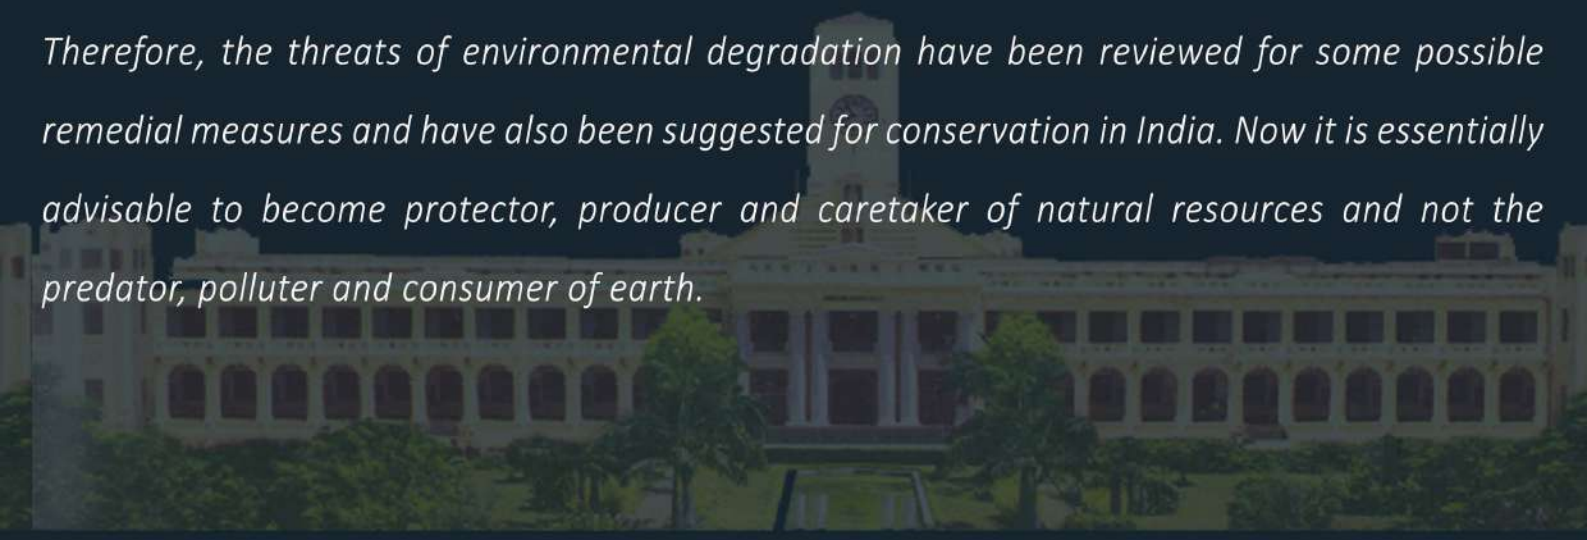 Therefore, the threats of environmental degradation have been reviewed for some possible
remedial measures and have also been suggested for conservation in India. Now it is essentially
advisable to become protector, producer and caretaker of natural resources and not the
predator, polluter and consumer of earth.